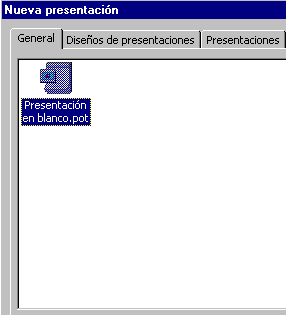 Nueva presentación
General Diseños de presentaciones Presentaciones
Presentación
en blanco.pot